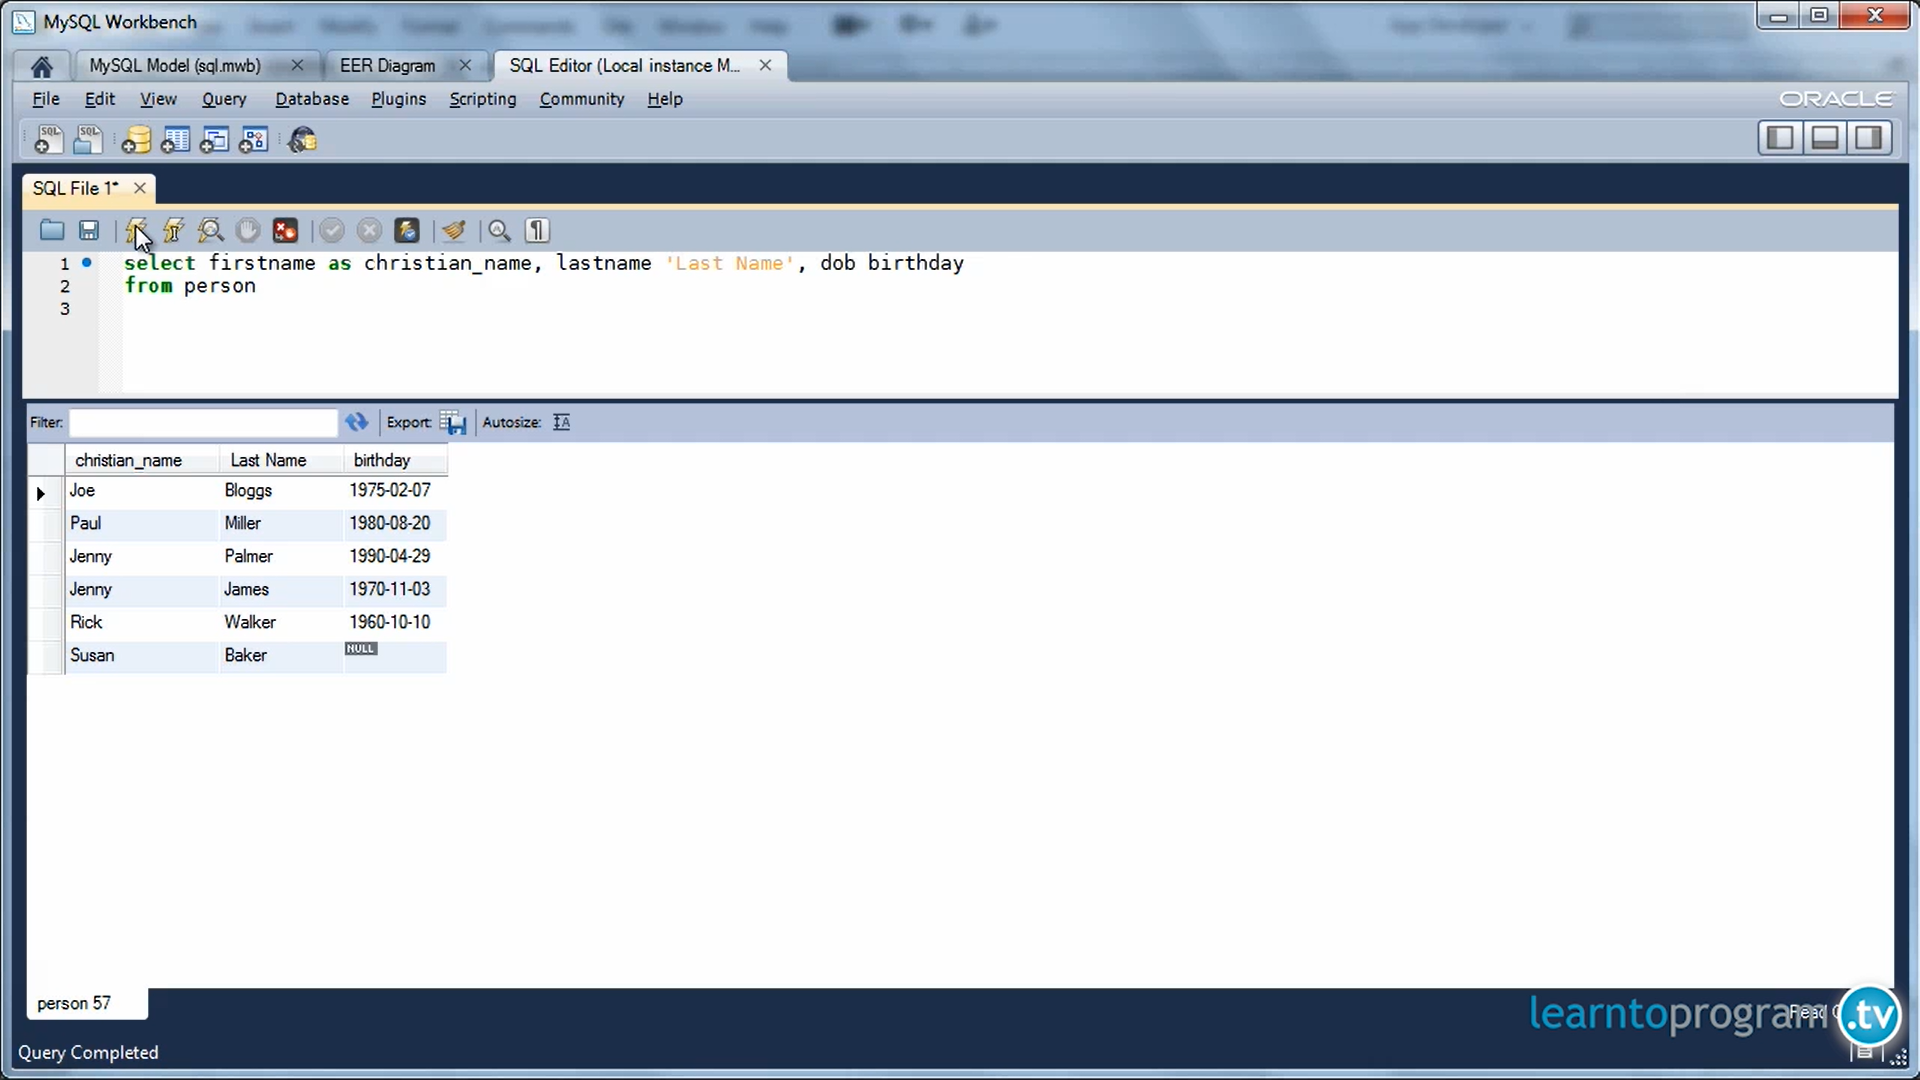 MySQL Workbench
MySQL Model (sql.mwb)
EER Diagram
SQL Editor (Local instance M...
File Edit View Query Database Plugins Scripting Community Help
ORACLE
SQL SQL
SQL File 1*
1 select firstname as christian_name, lastname 'Last Name', dob birthday
2 from person
3
Filter: Export: Autosize:
christian_name Last Name birthday
Joe Bloggs 1975-02-07
Paul Miller 1980-08-20
Jenny Palmer 1990-04-29
Jenny James 1970-11-03
Rick Walker 1960-10-10
Susan Baker NULL
person 57
learntoprogram.tv
Query Completed